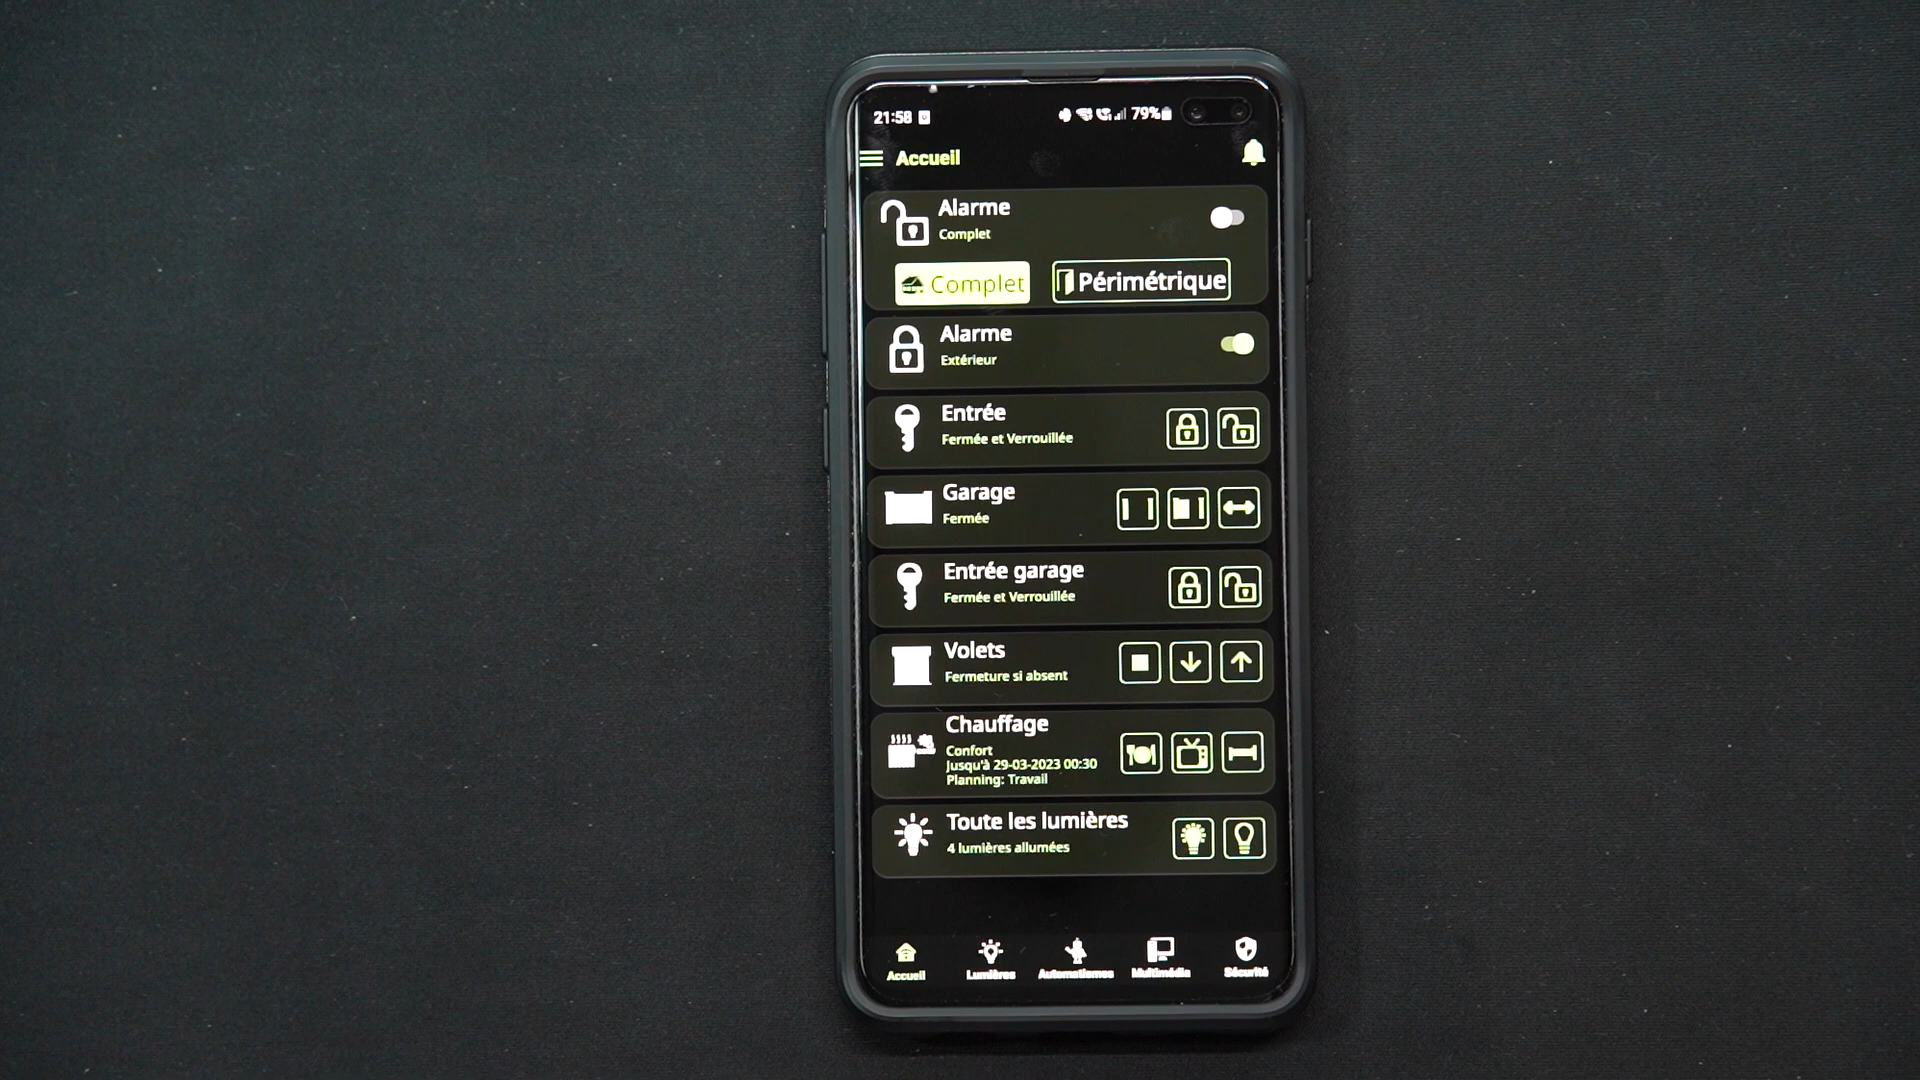 21:58
79%
Accueil
Alarme
Complet
Complet
Périmétrique
Alarme
Extérieur
Entrée
Fermée et Verrouillée
Garage
Fermée
Entrée garage
Fermée et Verrouillée
Volets
Fermeture si absent
Chauffage
Confort
Jusqu'à 29-03-2023 00:30
Planning: Travail
Toute les lumières
4 lumières allumées
Accueil
Lumières
Automatismes
Multimédia
Sécurité